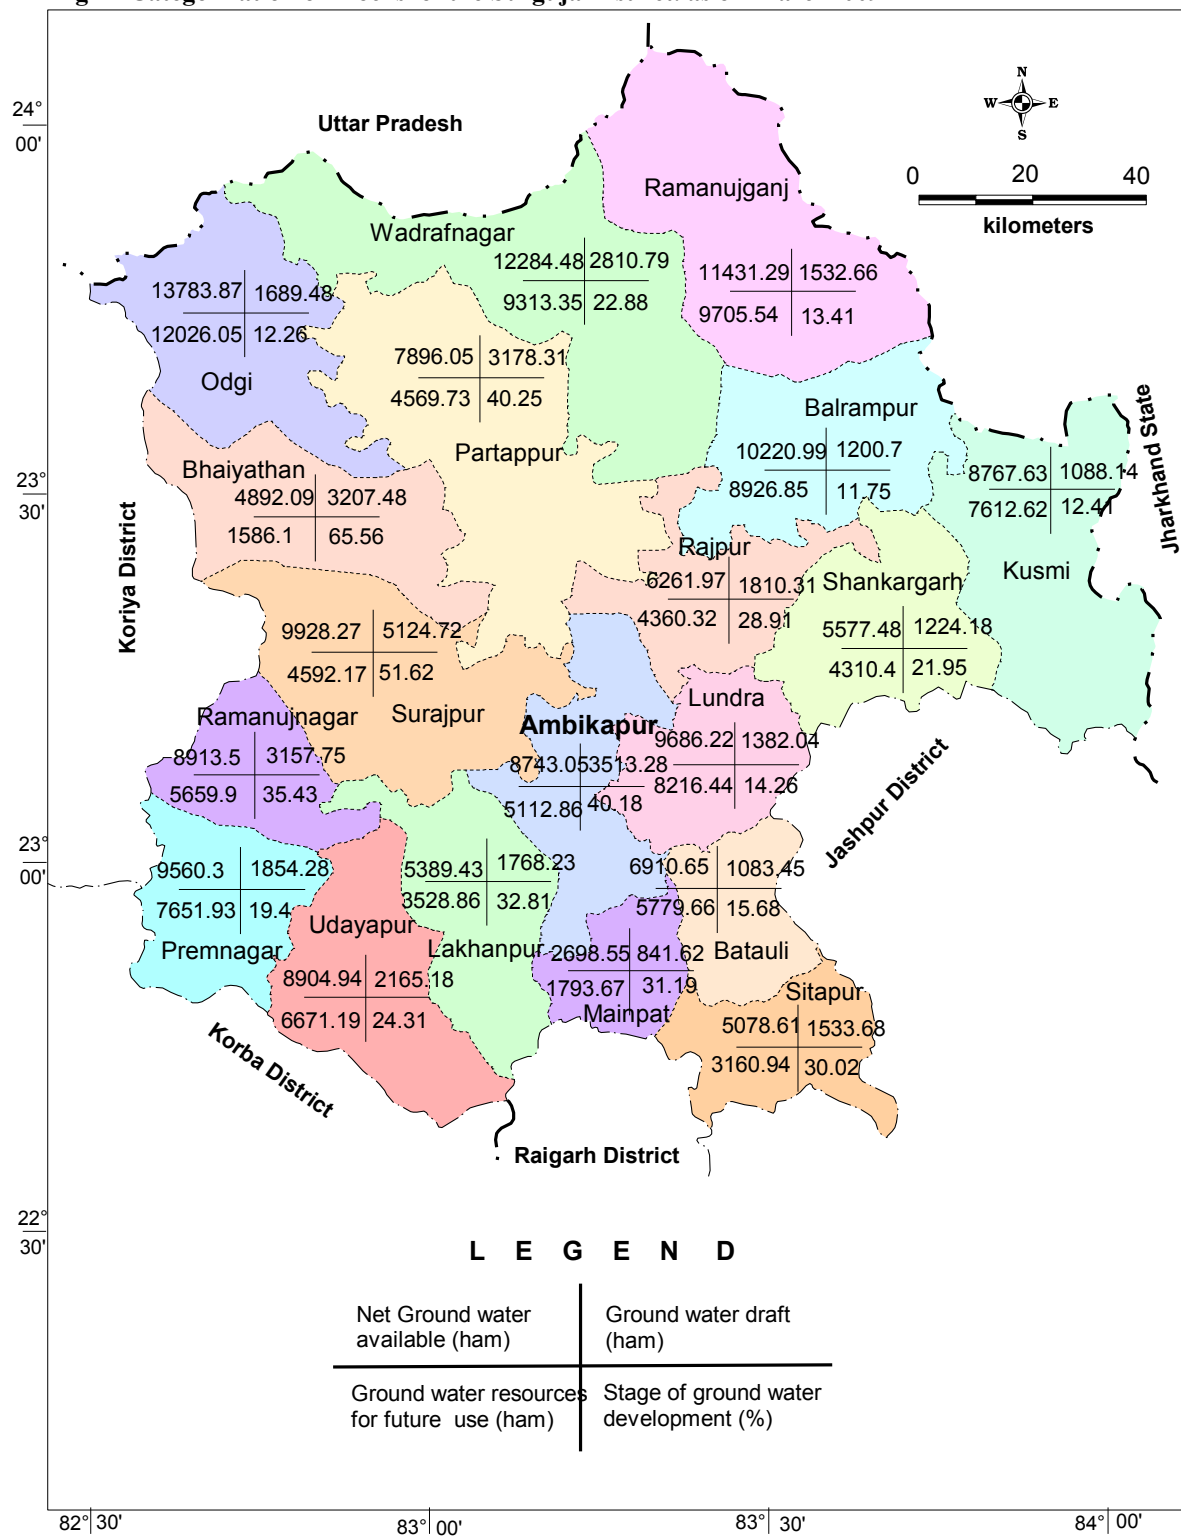 24°
00'
Uttar Pradesh
N
W E
S
0 20 40
kilometers
Ramanujganj
11431.29 1532.66
9705.54 13.41
Wadrafnagar
12284.48 2810.79
9313.35 22.88
13783.87 1689.48
12026.05 12.26
Odgi
7896.05 3178.31
4569.73 40.25
Partappur
Balrampur
10220.99 1200.7
8926.85 11.75
Jharkhand State
8767.63 1088.14
7612.62 12.41
Kusmi
23°
30'
Bhaiyathan
4892.09 3207.48
1586.1 65.56
Koriya District
Rajpur
6261.97 1810.31
4360.32 28.91
Shankargarh
5577.48 1224.18
4310.4 21.95
9928.27 5124.72
4592.17 51.62
Surajpur
Ramanujnagar
8913.5 3157.75
5659.9 35.43
Ambikapur
8743.05 3513.28
5112.86 40.18
Lundra
9686.22 1382.04
8216.44 14.26
Jashpur District
23°
00'
9560.3 1854.28
7651.93 19.4
Premnagar
Udayapur
8904.94 2165.18
6671.19 24.31
5389.43 1768.23
3528.86 32.81
Lakhanpur
6910.65 1083.45
5779.66 15.68
Batauli
2698.55 841.62
1793.67 31.19
Mainpat
Sitapur
5078.61 1533.68
3160.94 30.02
Korba District
Raigarh District
22°
30'
L E G E N D
Net Ground water
available (ham)
Ground water draft
(ham)
Ground water resources
for future use (ham)
Stage of ground water
development (%)
82° 30' 83° 00' 83° 30' 84° 00'